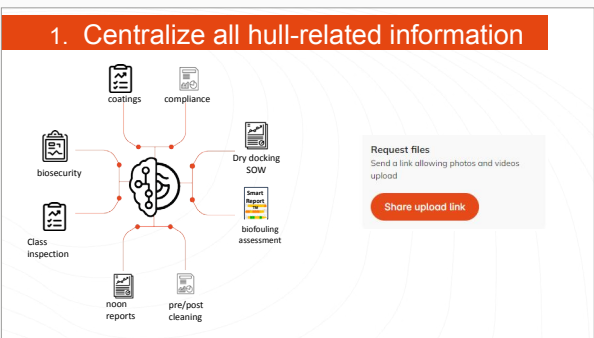 1. Centralize all hull-related information
coatings
compliance
biosecurity
Dry docking
SOW
Smart
Report
TM
biofouling
assessment
Class
inspection
noon
reports
pre/post
cleaning
Request files
Send a link allowing photos and videos
upload
Share upload link